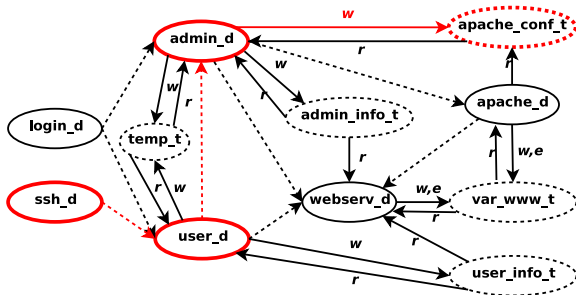 w
admin_d
apache_conf_t
r
w
w
r
r
r
apache_d
admin_info_t
login_d
temp_t
r
w,e
r
r
r
w
w,e
ssh_d
webserv_d
var_www_t
r
user_d
w
r
user_info_t
r